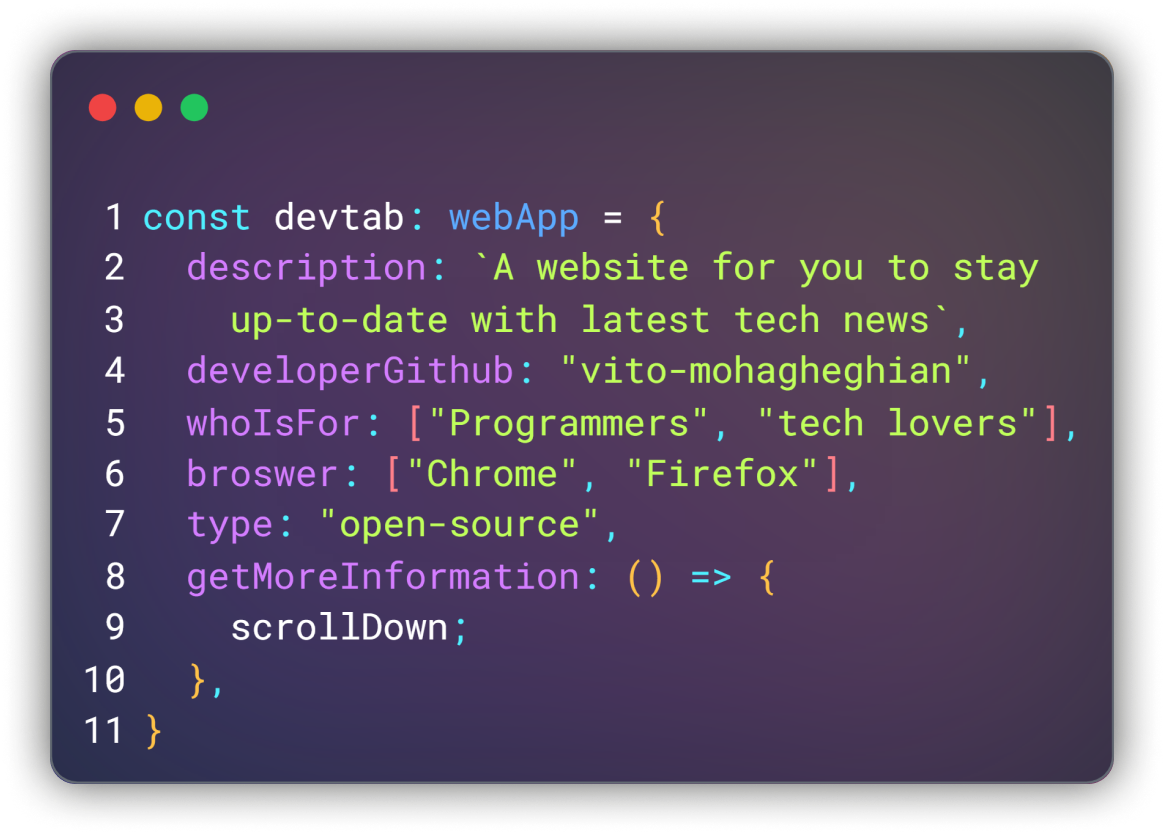 1 const devtab: webApp = {
2   description: `A website for you to stay
3     up-to-date with latest tech news`,
4   developerGithub: "vito-mohagheghian",
5   whoIsFor: ["Programmers", "tech lovers"],
6   broswer: ["Chrome", "Firefox"],
7   type: "open-source",
8   getMoreInformation: () => {
9     scrollDown;
10   },
11 }